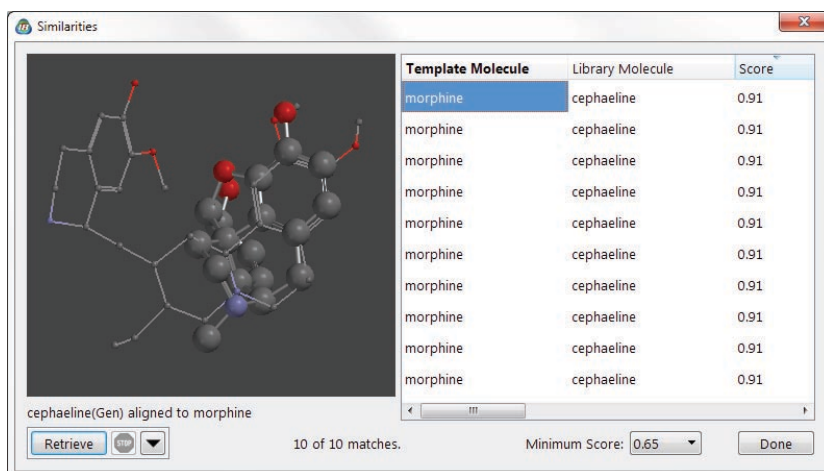 Similarities
Template Molecule Library Molecule Score
morphine cephaeline 0.91
morphine cephaeline 0.91
morphine cephaeline 0.91
morphine cephaeline 0.91
morphine cephaeline 0.91
morphine cephaeline 0.91
morphine cephaeline 0.91
morphine cephaeline 0.91
morphine cephaeline 0.91
morphine cephaeline 0.91
cephaeline(Gen) aligned to morphine
Retrieve STOP 10 of 10 matches. Minimum Score: 0.65 Done